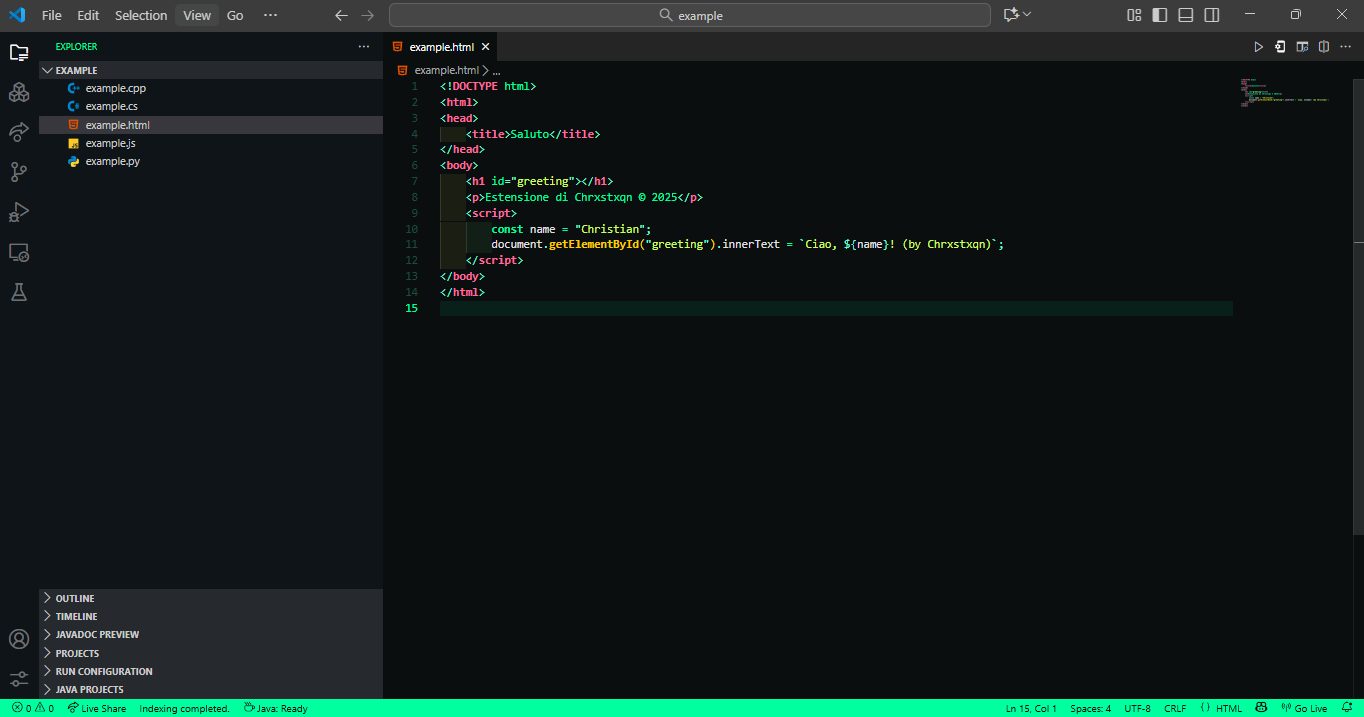 File Edit Selection View Go ··· example
EXPLORER ···
EXAMPLE
example.cpp
example.cs
example.html
example.js
example.py
OUTLINE
TIMELINE
JAVADOC PREVIEW
PROJECTS
RUN CONFIGURATION
JAVA PROJECTS
example.html
example.html > ...
1 <!DOCTYPE html>
2 <html>
3 <head>
4 <title>Saluto</title>
5 </head>
6 <body>
7 <h1 id="greeting"></h1>
8 <p>Estensione di Chrxstxqn © 2025</p>
9 <script>
10 const name = "Christian";
11 document.getElementById("greeting").innerText = `Ciao, ${name}! (by Chrxstxqn)`;
12 </script>
13 </body>
14 </html>
15
0 0 Live Share Indexing completed. Java: Ready Ln 15, Col 1 Spaces: 4 UTF-8 CRLF {} HTML Go Live